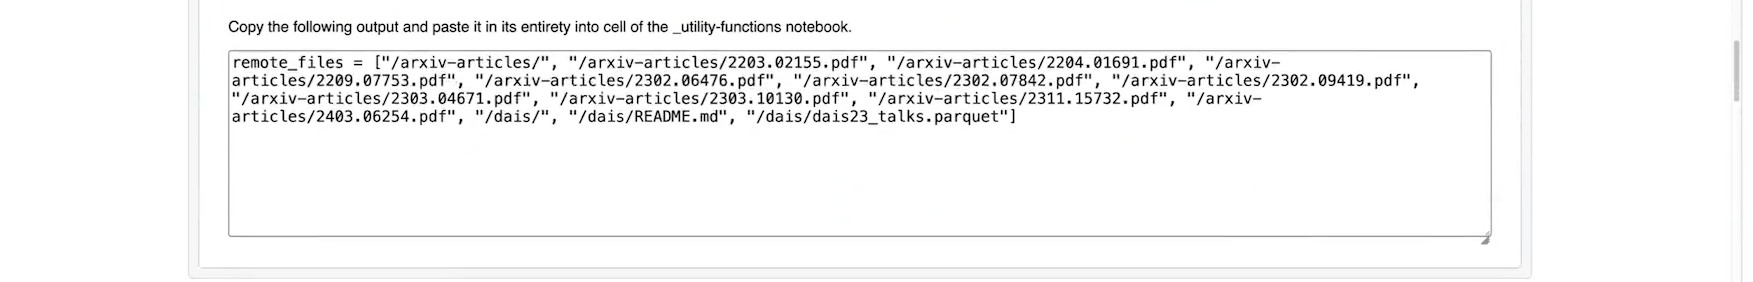 Copy the following output and paste it in its entirety into cell of the _utility-functions notebook.
remote_files = ["/arxiv-articles/", "/arxiv-articles/2203.02155.pdf", "/arxiv-articles/2204.01691.pdf", "/arxiv-
articles/2209.07753.pdf", "/arxiv-articles/2302.06476.pdf", "/arxiv-articles/2302.07842.pdf", "/arxiv-articles/2302.09419.pdf",
"/arxiv-articles/2303.04671.pdf", "/arxiv-articles/2303.10130.pdf", "/arxiv-articles/2311.15732.pdf", "/arxiv-
articles/2403.06254.pdf", "/dais/", "/dais/README.md", "/dais/dais23_talks.parquet"]